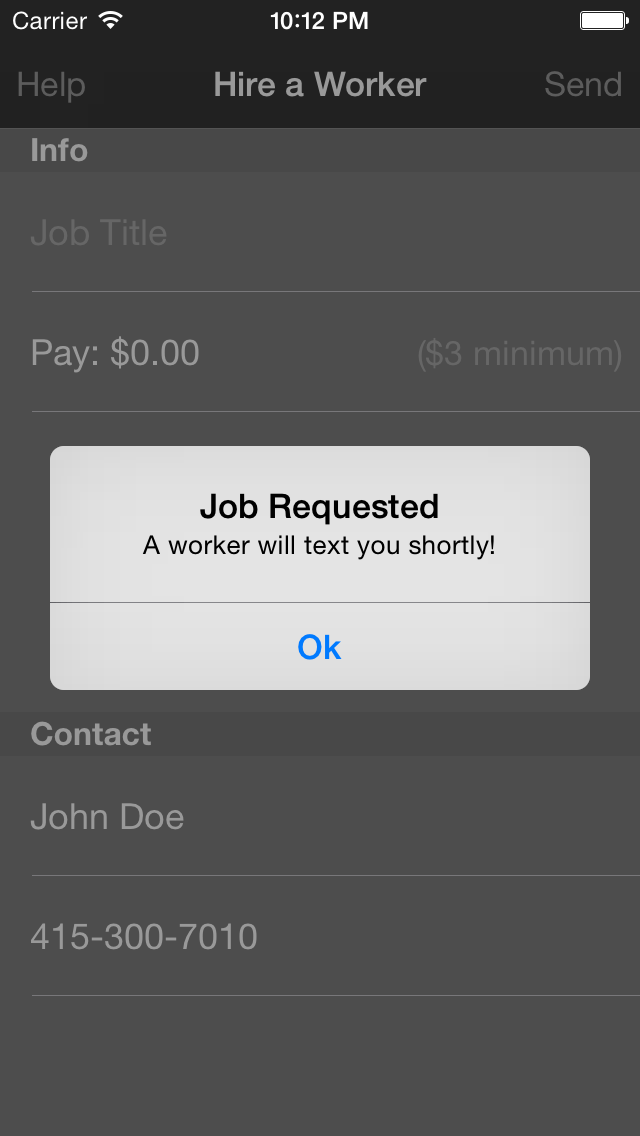 Carrier 10:12 PM
Help Hire a Worker Send
Info
Job Title
Pay: $0.00 ($3 minimum)
Job Requested
A worker will text you shortly!
Ok
Contact
John Doe
415-300-7010